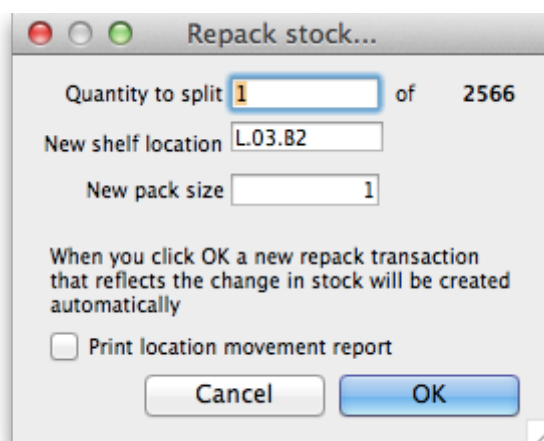 Repack stock...
Quantity to split 1 of 2566
New shelf location L.03.B2
New pack size 1
When you click OK a new repack transaction
that reflects the change in stock will be created
automatically
Print location movement report
Cancel OK